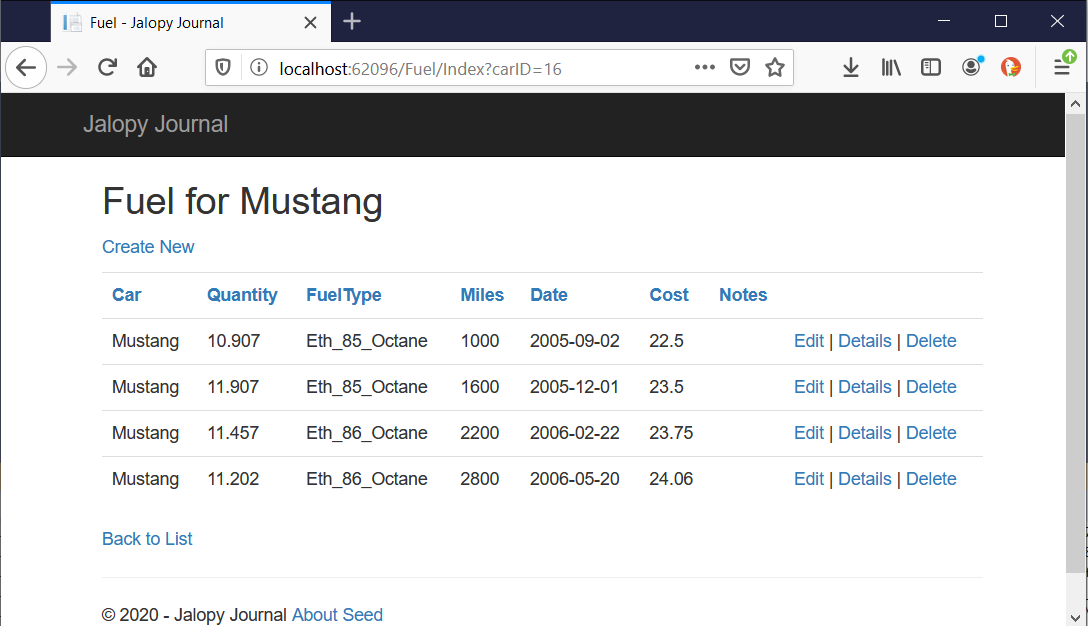 Fuel - Jalopy Journal
localhost:62096/Fuel/Index?carID=16
Jalopy Journal
Fuel for Mustang
Create New
Car Quantity FuelType Miles Date Cost Notes
Mustang 10.907 Eth_85_Octane 1000 2005-09-02 22.5 Edit | Details | Delete
Mustang 11.907 Eth_85_Octane 1600 2005-12-01 23.5 Edit | Details | Delete
Mustang 11.457 Eth_86_Octane 2200 2006-02-22 23.75 Edit | Details | Delete
Mustang 11.202 Eth_86_Octane 2800 2006-05-20 24.06 Edit | Details | Delete
Back to List
© 2020 - Jalopy Journal About Seed